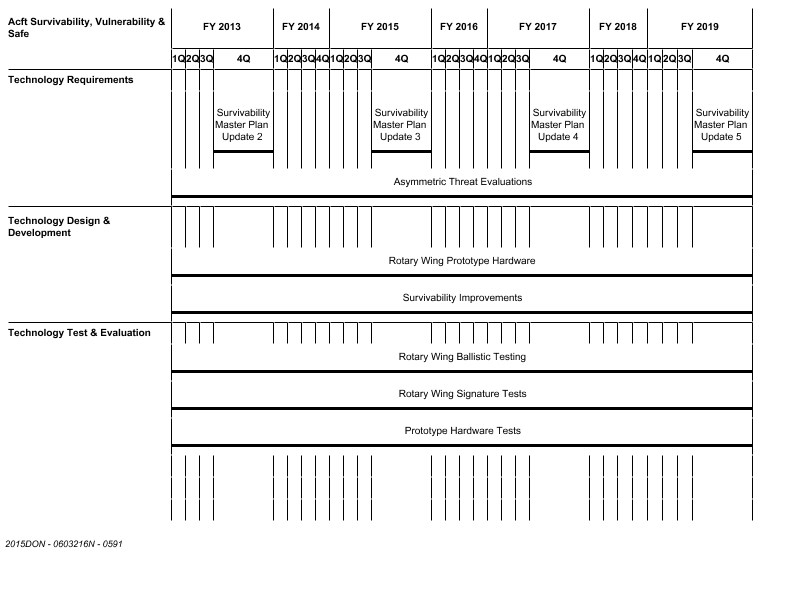 Acft Survivability, Vulnerability &
Safe
FY 2013 FY 2014 FY 2015 FY 2016 FY 2017 FY 2018 FY 2019
1Q 2Q 3Q 4Q 1Q 2Q 3Q 4Q 1Q 2Q 3Q 4Q 1Q 2Q 3Q 4Q 1Q 2Q 3Q 4Q 1Q 2Q 3Q 4Q 1Q 2Q 3Q 4Q
Technology Requirements
Survivability Survivability Survivability Survivability
Master Plan Master Plan Master Plan Master Plan
Update 2 Update 3 Update 4 Update 5
Asymmetric Threat Evaluations
Technology Design &
Development
Rotary Wing Prototype Hardware
Survivability Improvements
Technology Test & Evaluation
Rotary Wing Ballistic Testing
Rotary Wing Signature Tests
Prototype Hardware Tests
2015DON - 0603216N - 0591